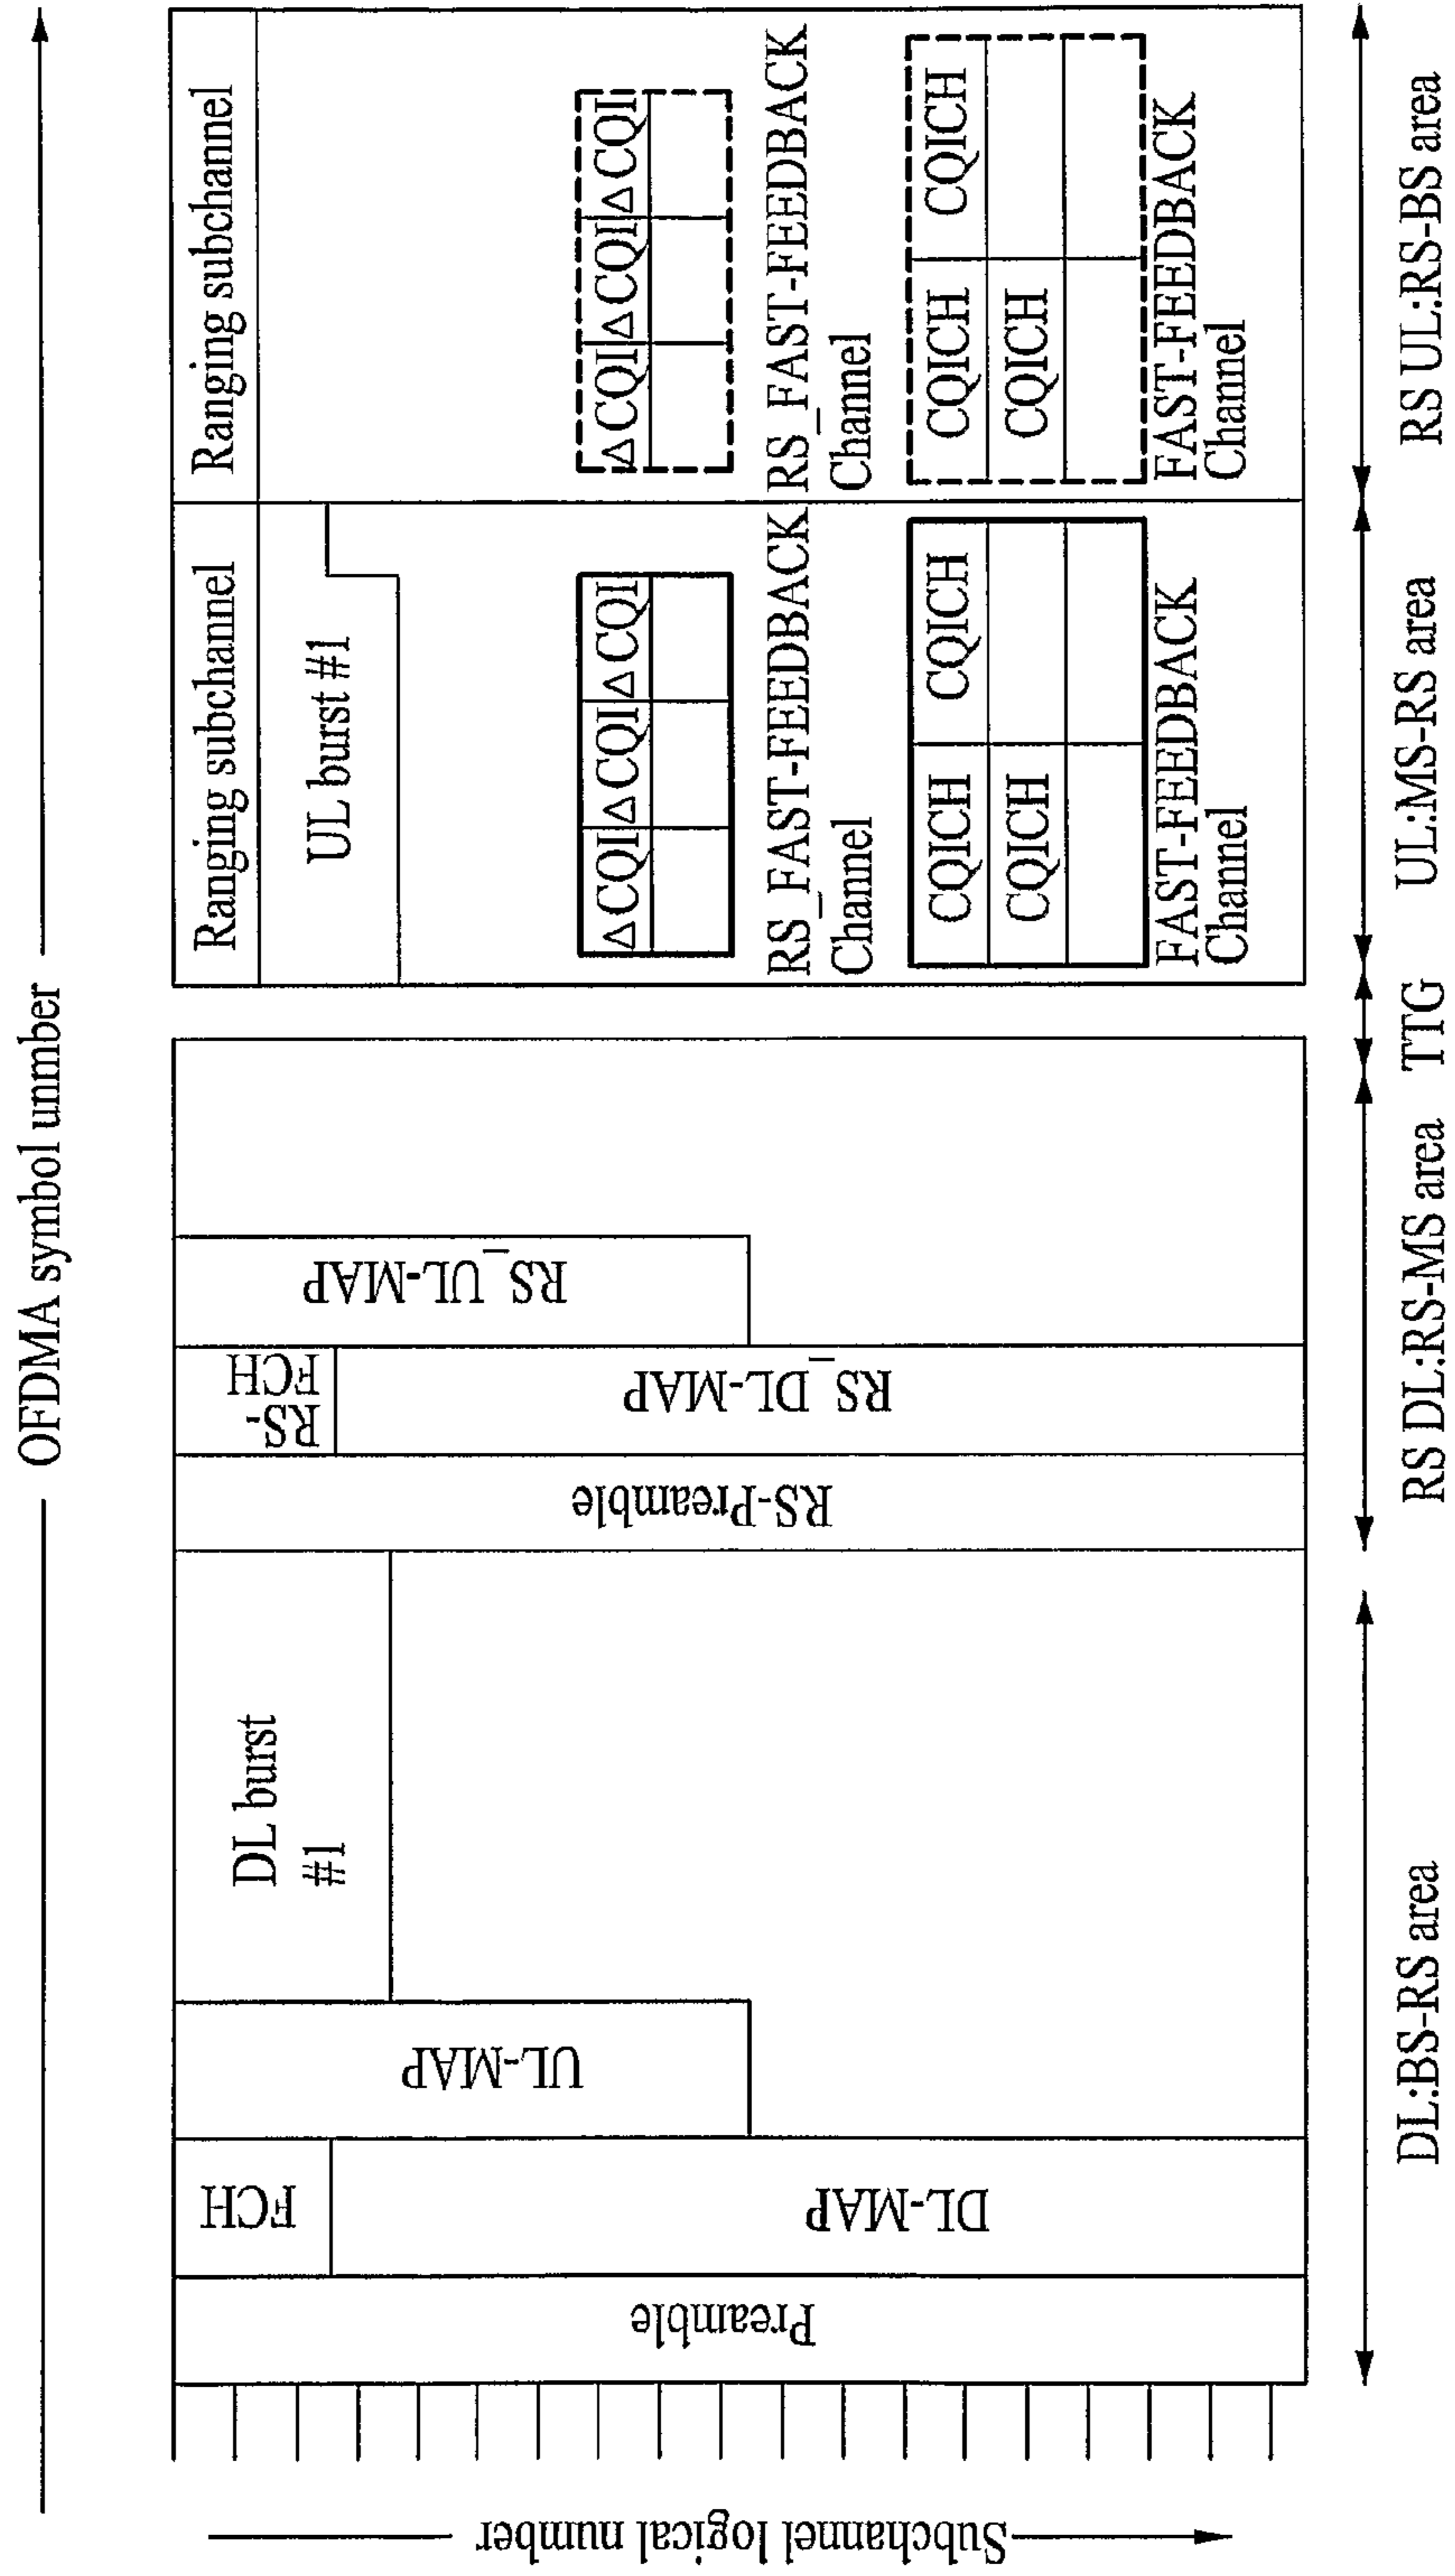 OFDMA symbol unmber
Subchannel logical number
Preamble
FCH
DL-MAP
UL-MAP
DL burst
#1
RS-Preamble
RS-
FCH
RS_DL-MAP
RS_UL-MAP
Ranging subchannel
UL burst #1
ΔCQI ΔCQI ΔCQI
RS_FAST-FEEDBACK
Channel
CQICH CQICH
CQICH
FAST-FEEDBACK
Channel
Ranging subchannel
ΔCQI ΔCQI ΔCQI
RS_FAST-FEEDBACK
Channel
CQICH CQICH
CQICH
FAST-FEEDBACK
Channel
DL:BS-RS area
RS DL:RS-MS area
TTG
UL:MS-RS area
RS UL:RS-BS area